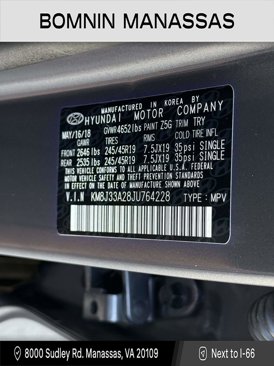 BOMNIN MANASSAS
MANUFACTURED IN KOREA BY
HYUNDAI MOTOR COMPANY
MAY/16/18 GVWR 4652 lbs PAINT Z5G TRIM TRY
GAWR TIRES RIMS COLD TIRE INFL
FRONT 2646 lbs 245/45R19 7.5JX19 35psi SINGLE
REAR 2535 lbs 245/45R19 7.5JX19 35psi SINGLE
THIS VEHICLE CONFORMS TO ALL APPLICABLE U.S.A. FEDERAL
MOTOR VEHICLE SAFETY AND THEFT PREVENTION STANDARDS
IN EFFECT ON THE DATE OF MANUFACTURE SHOWN ABOVE
V.I.N KM8J33A28JU764228 TYPE : MPV
8000 Sudley Rd. Manassas, VA 20109
Next to I-66